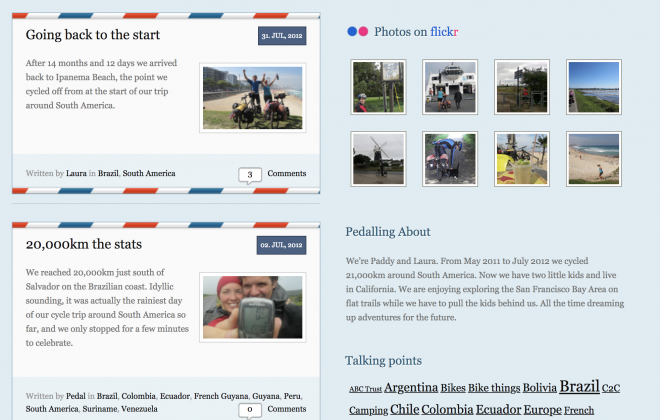 Going back to the start
31. JUL, 2012
After 14 months and 12 days we arrived
back to Ipanema Beach, the point we
cycled off from at the start of our trip
around South America.
Written by Laura in Brazil, South America
3 Comments
20,000km the stats
02. JUL, 2012
We reached 20,000km just south of
Salvador on the Brazilian coast. Idyllic
sounding, it was actually the rainiest day
of our cycle trip around South America so
far, and we only stopped for a few minutes
to celebrate.
Written by Pedal in Brazil, Colombia, Ecuador, French Guyana, Guyana, Peru,
South America, Suriname, Venezuela
0 Comments
Photos on flickr
Pedalling About
We're Paddy and Laura. From May 2011 to July 2012 we cycled
21,000km around South America. Now we have two little kids and live
in California. We are enjoying exploring the San Francisco Bay Area on
flat trails while we have to pull the kids behind us. All the time dreaming
up adventures for the future.
Talking points
ABC Trust Argentina Bikes Bike things Bolivia Brazil C2C
Camping Chile Colombia Ecuador Europe French